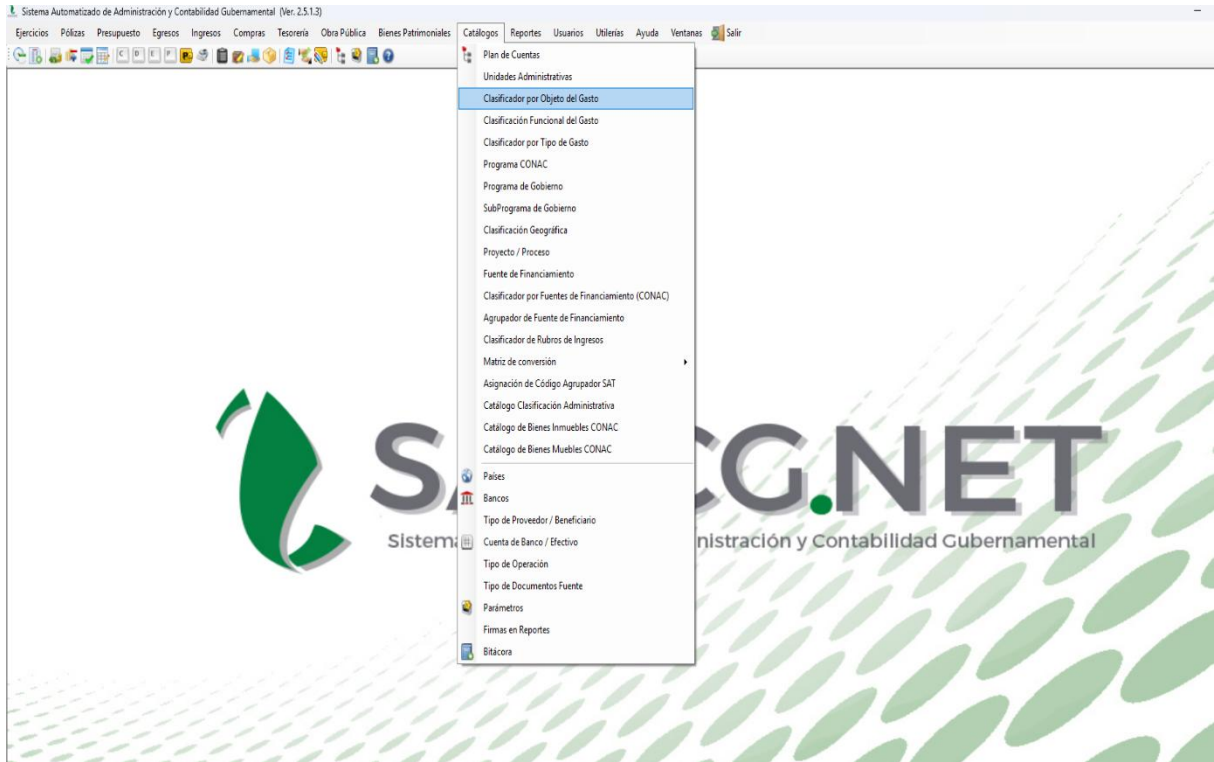 Sistema Automatizado de Administración y Contabilidad Gubernamental (Ver. 2.5.1.3)
Ejercicios Pólizas Presupuesto Egresos Ingresos Compras Tesorería Obra Pública Bienes Patrimoniales Catálogos Reportes Usuarios Utilerías Ayuda Ventanas Salir
C D E P P
Plan de Cuentas
Unidades Administrativas
Clasificador por Objeto del Gasto
Clasificación Funcional del Gasto
Clasificador por Tipo de Gasto
Programa CONAC
Programa de Gobierno
SubPrograma de Gobierno
Clasificación Geográfica
Proyecto / Proceso
Fuente de Financiamiento
Clasificador por Fuentes de Financiamiento (CONAC)
Agrupador de Fuente de Financiamiento
Clasificador de Rubros de Ingresos
Matriz de conversión
Asignación de Código Agrupador SAT
Catálogo Clasificación Administrativa
Catálogo de Bienes Inmuebles CONAC
Catálogo de Bienes Muebles CONAC
Países
Bancos
Tipo de Proveedor / Beneficiario
Cuenta de Banco / Efectivo
Tipo de Operación
Tipo de Documentos Fuente
Parámetros
Firmas en Reportes
Bitácora
S CG.NET
Sistema nistración y Contabilidad Gubernamental